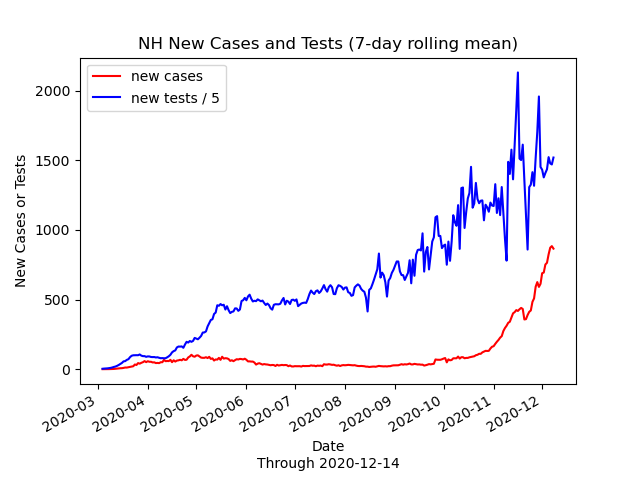 NH New Cases and Tests (7-day rolling mean)
new cases
new tests / 5
New Cases or Tests
2000
1500
1000
500
0
2020-03
2020-04
2020-05
2020-06
2020-07
2020-08
2020-09
2020-10
2020-11
2020-12
Date
Through 2020-12-14